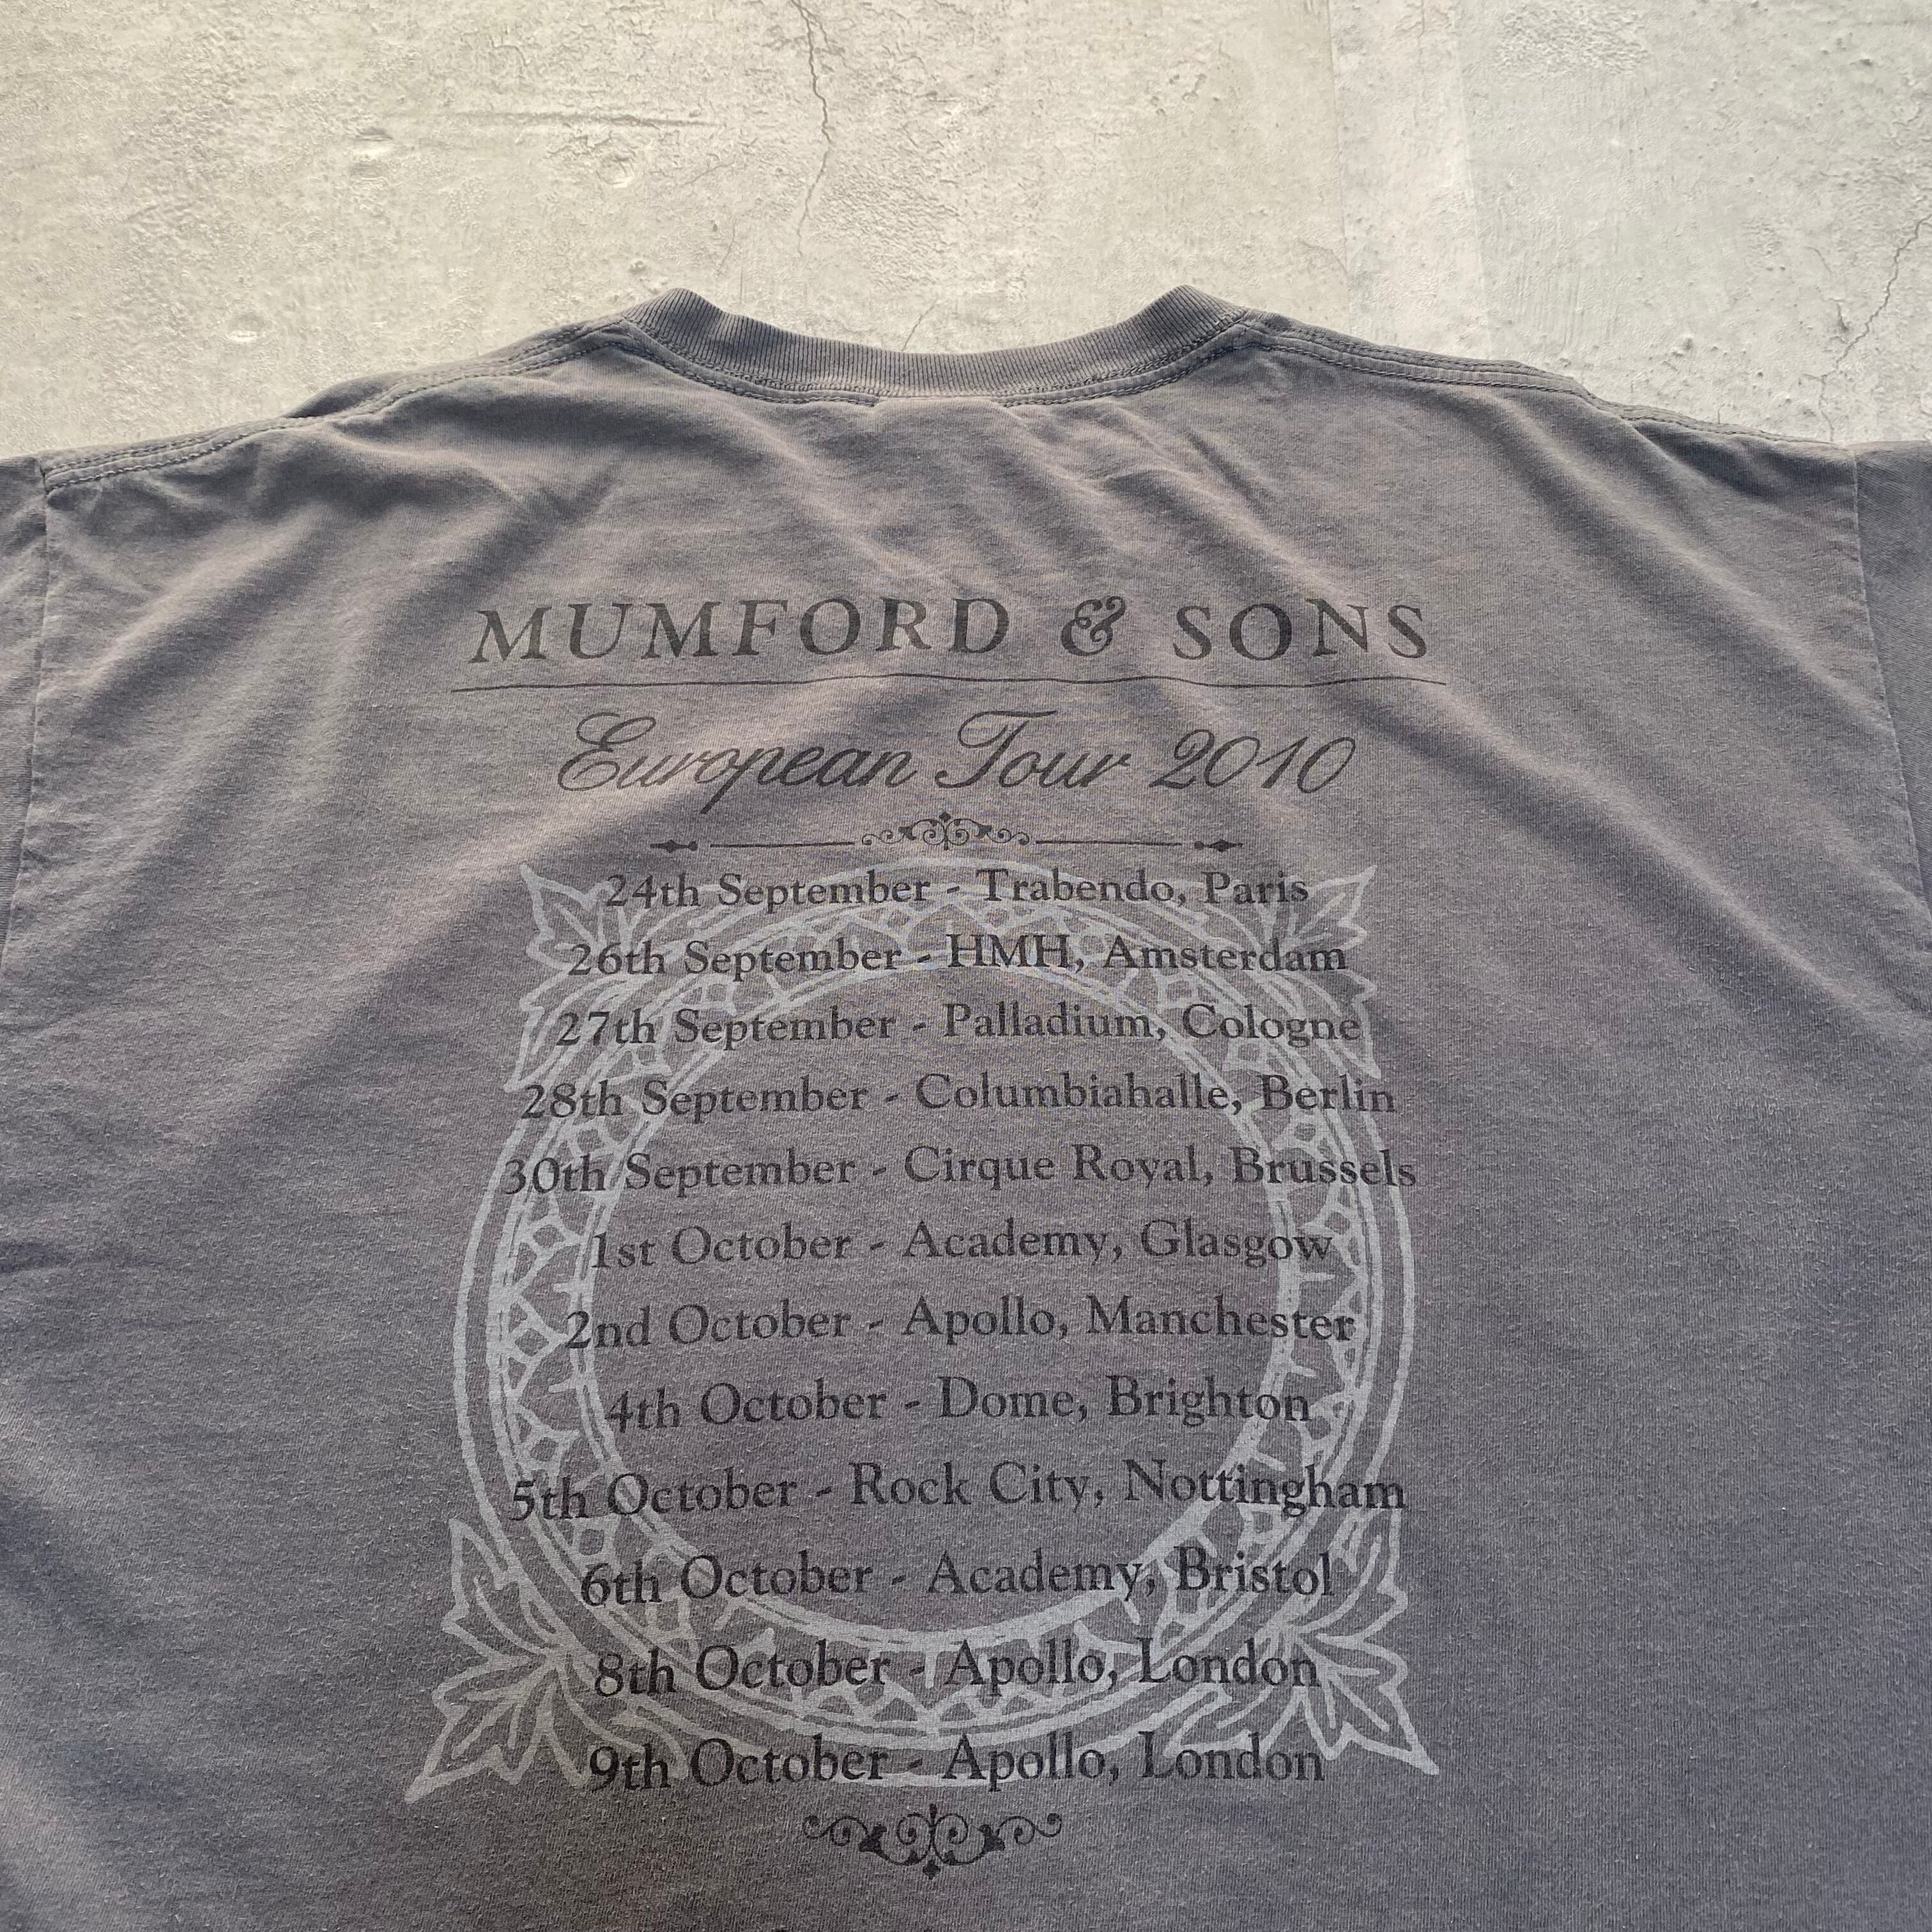 MUMFORD & SONS
European Tour 2010
24th September - Trabendo, Paris
26th September - HMH, Amsterdam
27th September - Palladium, Cologne
28th September - Columbiahalle, Berlin
30th September - Cirque Royal, Brussels
1st October - Academy, Glasgow
2nd October - Apollo, Manchester
4th October - Dome, Brighton
5th October - Rock City, Nottingham
6th October - Academy, Bristol
8th October - Apollo, London
9th October - Apollo, London